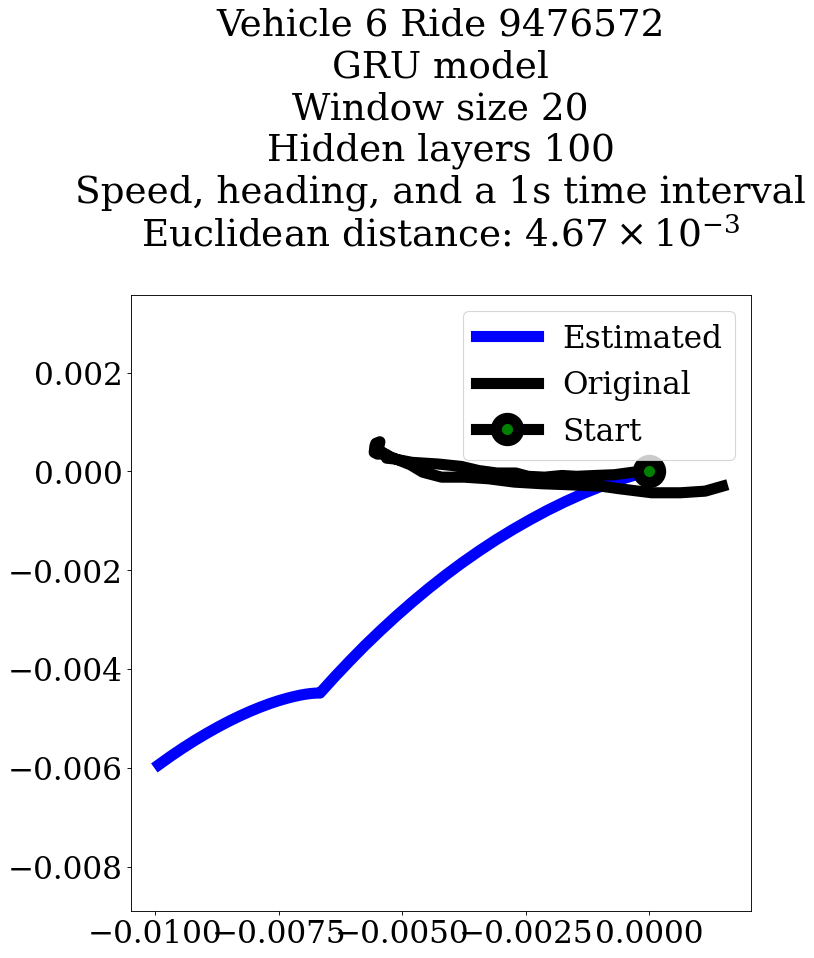 Vehicle 6 Ride 9476572
GRU model
Window size 20
Hidden layers 100
Speed, heading, and a 1s time interval
Euclidean distance: 4.67 × 10⁻³
Estimated
Original
Start
0.002
0.000
−0.002
−0.004
−0.006
−0.008
−0.0100 −0.0075 −0.0050 −0.0025 0.0000